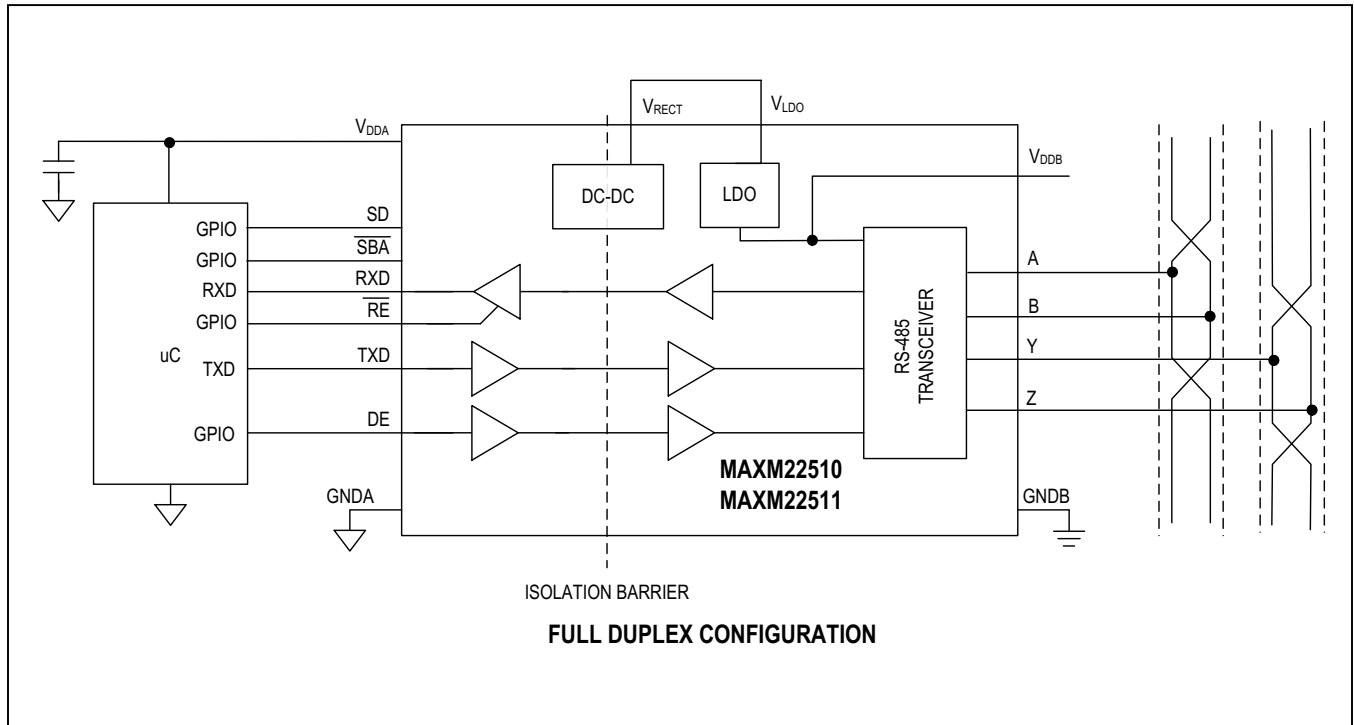 VRECT
VLDO
VDDA
VDDB
DC-DC
LDO
GPIO
SD
GPIO
SBA
RXD
RXD
GPIO
RE
uC
TXD
TXD
GPIO
DE
RS-485
TRANSCEIVER
A
B
Y
Z
MAXM22510
MAXM22511
GNDA
GNDB
ISOLATION BARRIER
FULL DUPLEX CONFIGURATION